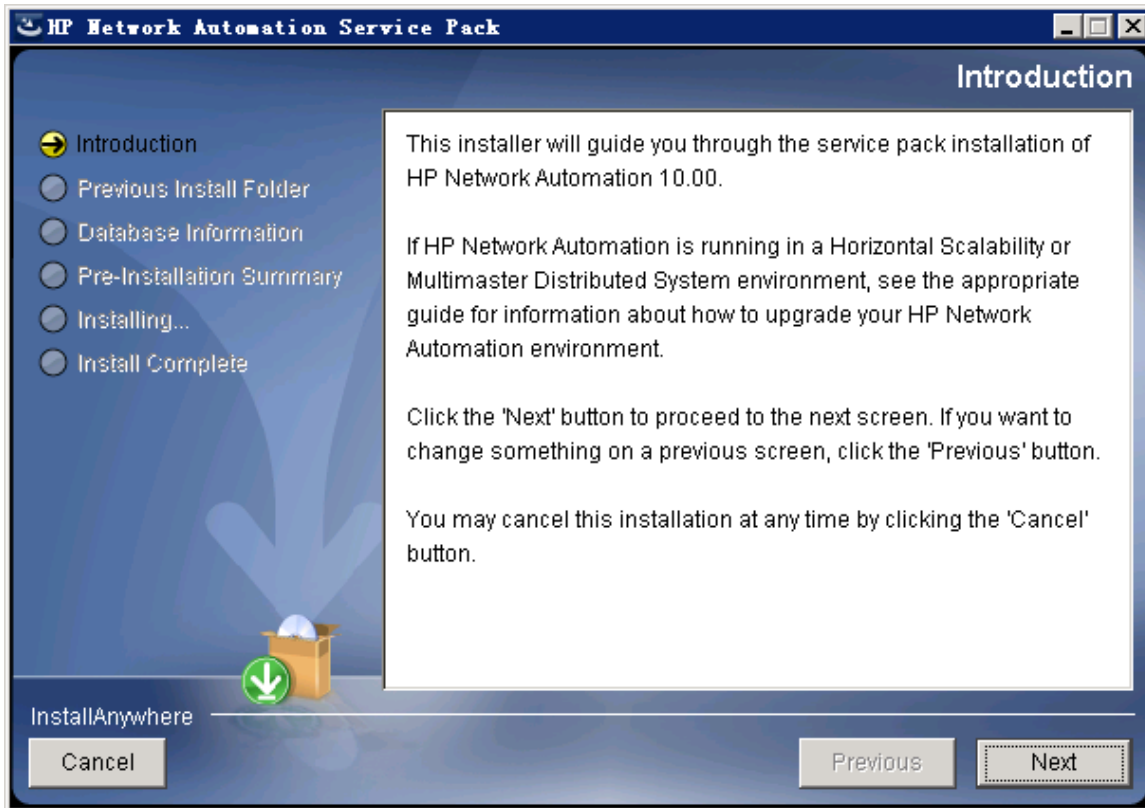 HP Network Automation Service Pack
Introduction
Introduction
Previous Install Folder
Database Information
Pre-Installation Summary
Installing...
Install Complete
This installer will guide you through the service pack installation of
HP Network Automation 10.00.
If HP Network Automation is running in a Horizontal Scalability or
Multimaster Distributed System environment, see the appropriate
guide for information about how to upgrade your HP Network
Automation environment.
Click the 'Next' button to proceed to the next screen. If you want to
change something on a previous screen, click the 'Previous' button.
You may cancel this installation at any time by clicking the 'Cancel'
button.
InstallAnywhere
Cancel
Previous
Next